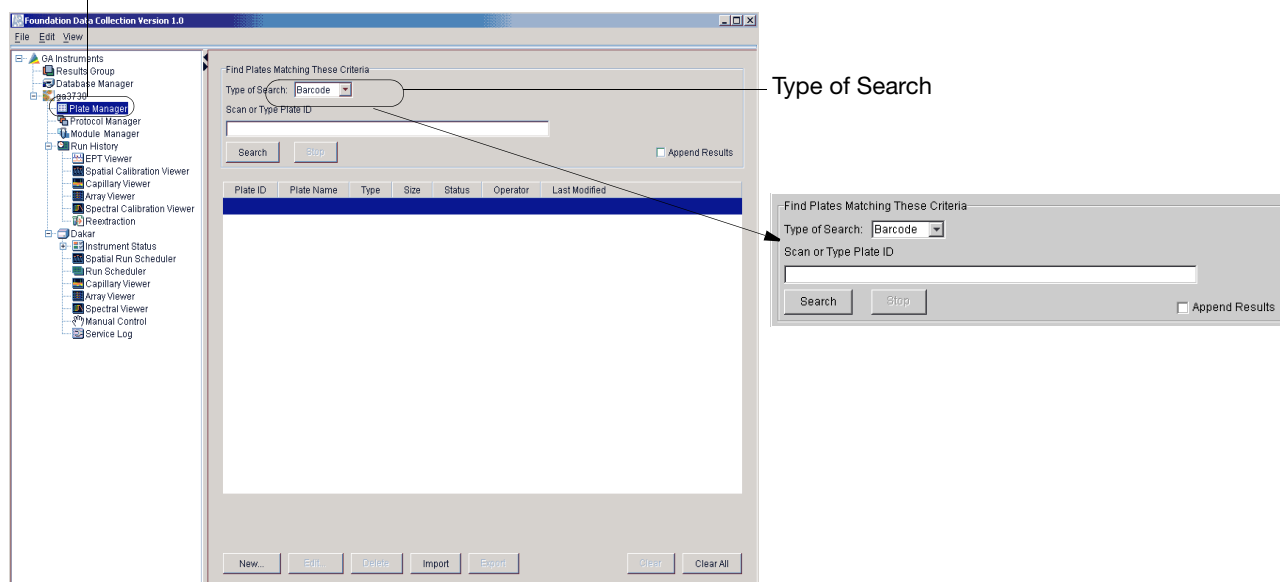 Foundation Data Collection Version 1.0
File Edit View
GA Instruments
Results Group
Database Manager
ga3730
Plate Manager
Protocol Manager
Module Manager
Run History
EPT Viewer
Spatial Calibration Viewer
Capillary Viewer
Array Viewer
Spectral Calibration Viewer
Reextraction
Dakar
Instrument Status
Spatial Run Scheduler
Run Scheduler
Capillary Viewer
Array Viewer
Spectral Viewer
Manual Control
Service Log
Find Plates Matching These Criteria
Type of Search: Barcode
Scan or Type Plate ID
Search Stop Append Results
Plate ID Plate Name Type Size Status Operator Last Modified
New... Edit... Delete Import Export Clear Clear All
Type of Search
Find Plates Matching These Criteria
Type of Search: Barcode
Scan or Type Plate ID
Search Stop Append Results